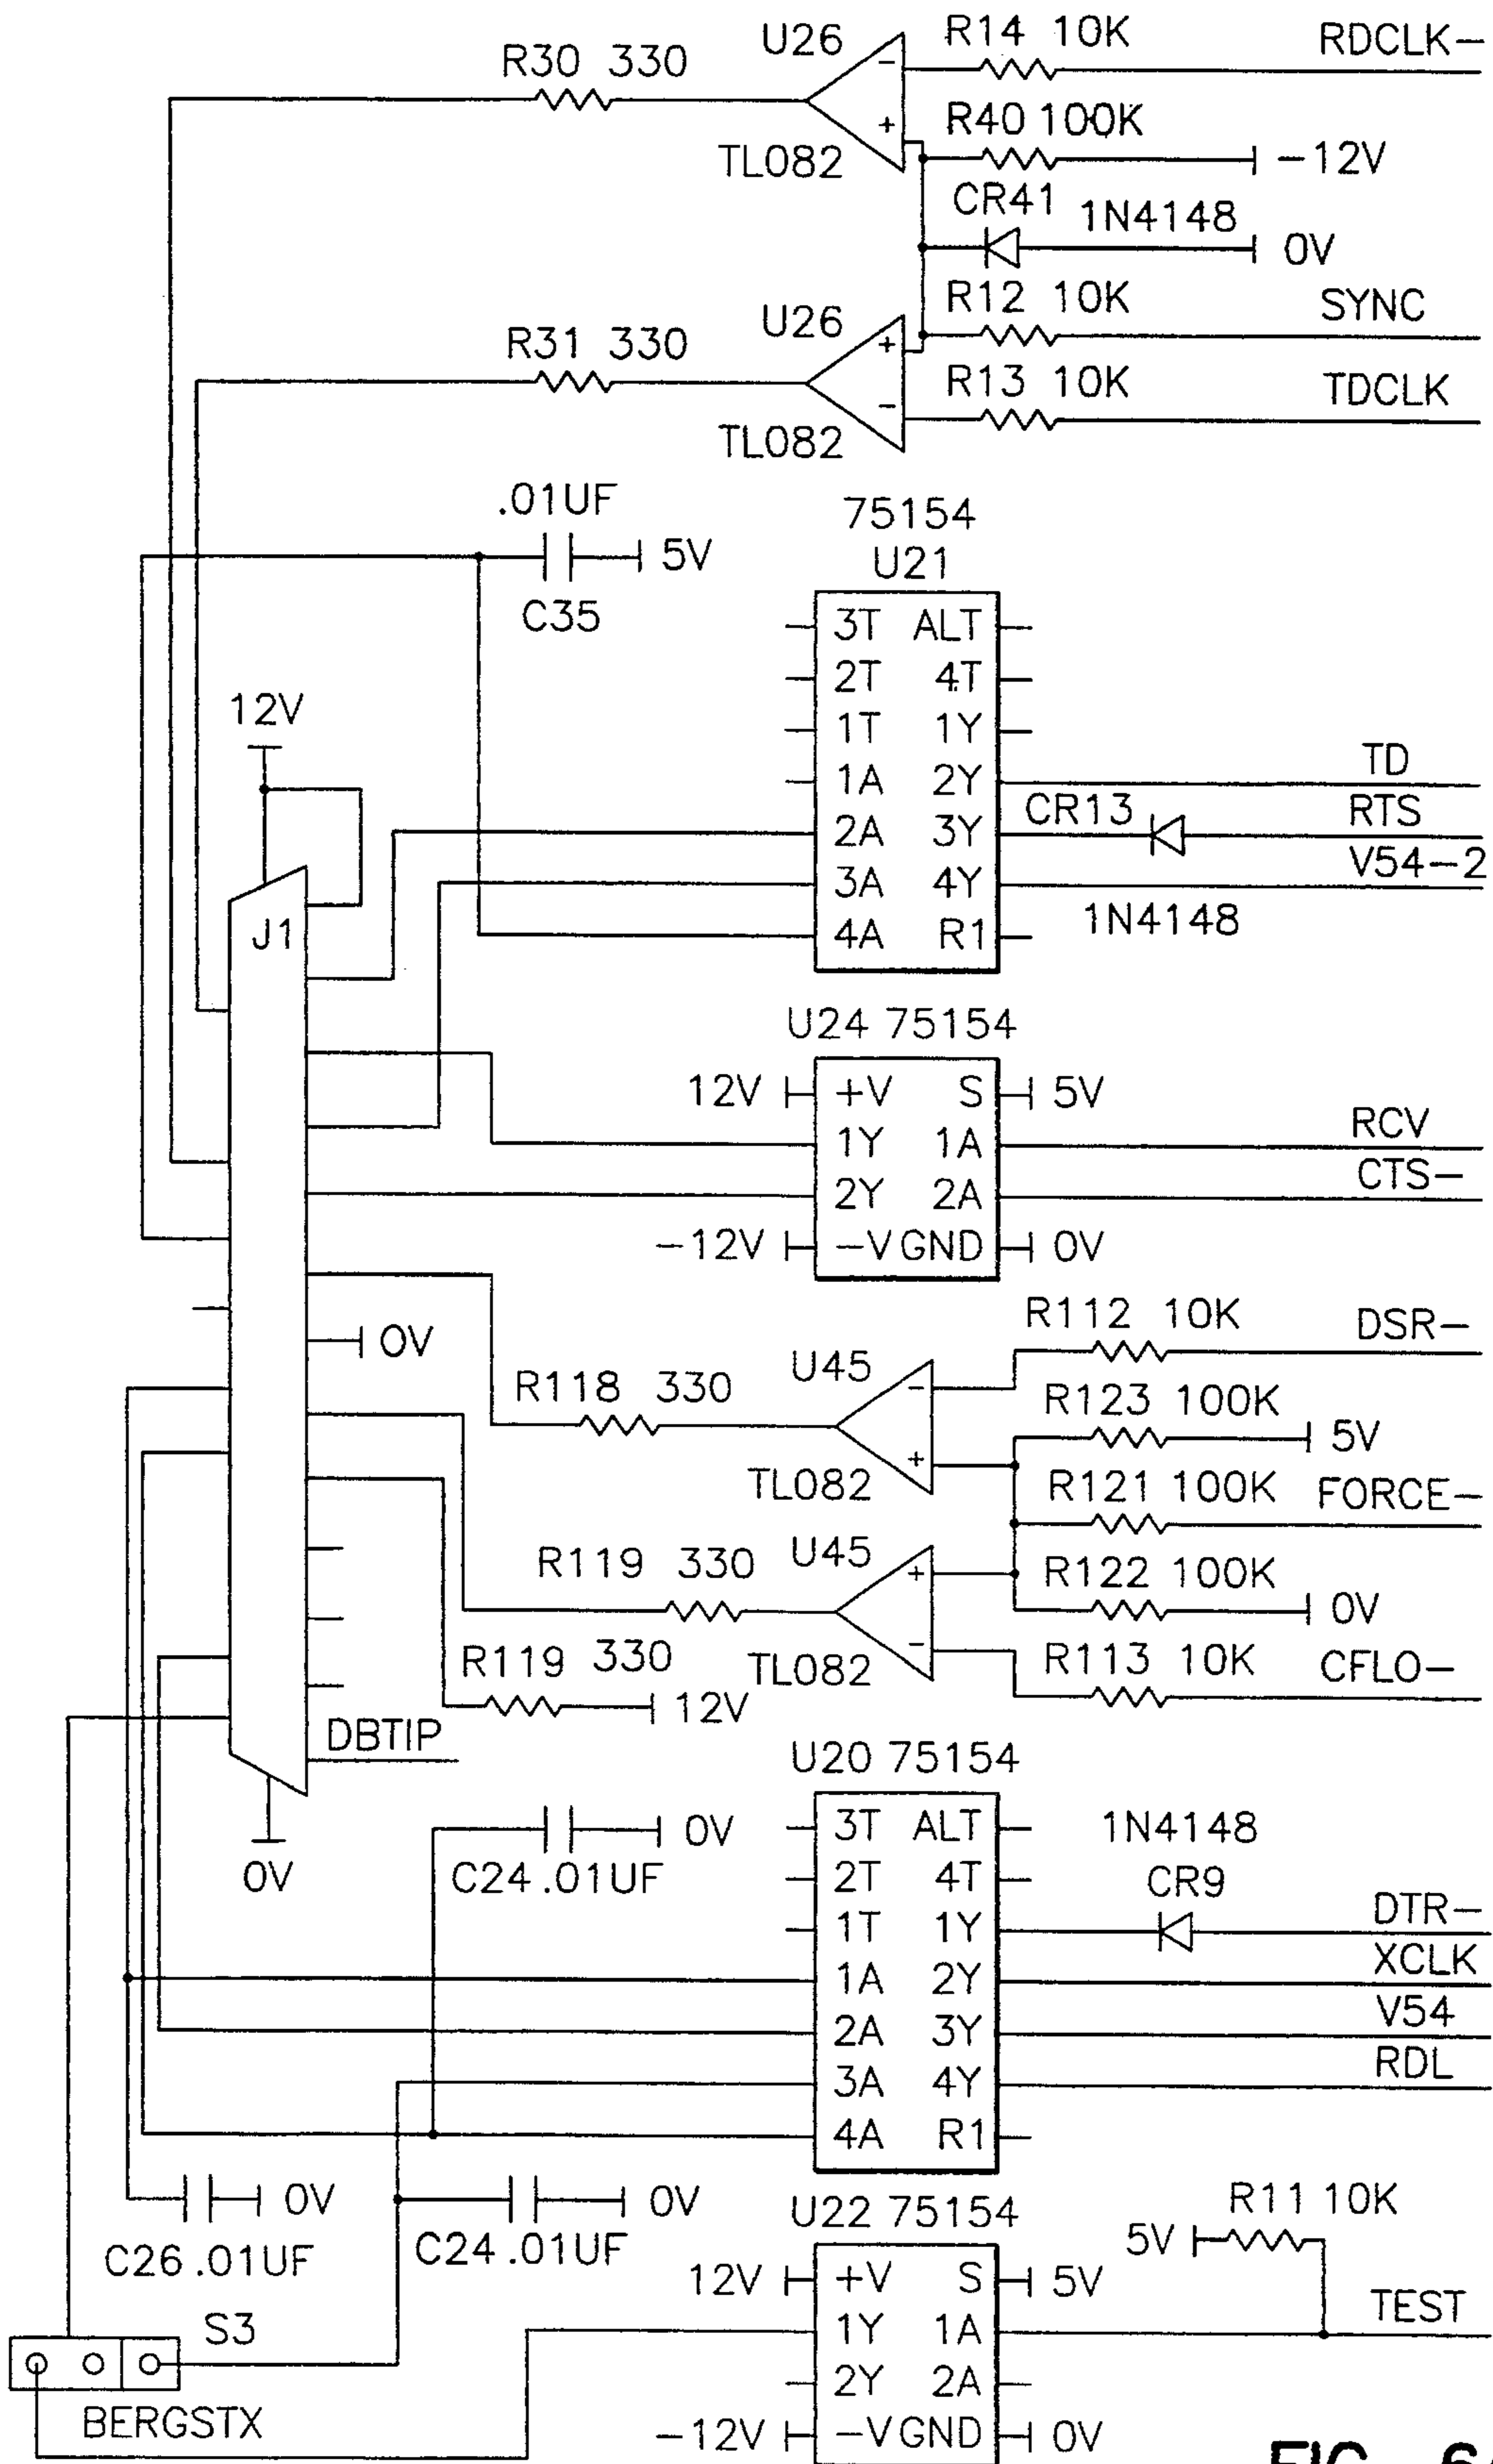 U26
R14 10K
RDCLK-
R30 330
R40 100K
TL082
-12V
CR41 1N4148
0V
R12 10K
SYNC
U26
R31 330
R13 10K
TDCLK
TL082
.01UF
5V
C35
75154
U21
3T ALT
2T 4T
1T 1Y
1A 2Y
2A 3Y
3A 4Y
4A R1
TD
CR13
RTS
V54-2
1N4148
12V
J1
U24 75154
12V
+V S
5V
1Y 1A
RCV
2Y 2A
CTS-
-12V
-V GND
0V
0V
R112 10K
DSR-
U45
R118 330
R123 100K
5V
TL082
R121 100K
FORCE-
U45
R119 330
R122 100K
0V
R119 330
TL082
R113 10K
CFLO-
12V
DBTIP
0V
U20 75154
3T ALT
2T 4T
1T 1Y
1A 2Y
2A 3Y
3A 4Y
4A R1
1N4148
CR9
DTR-
XCLK
V54
RDL
0V
C24 .01UF
0V
C26 .01UF
0V
C24 .01UF
U22 75154
R11 10K
5V
12V
+V S
5V
1Y 1A
TEST
2Y 2A
-12V
-V GND
0V
S3
BERGSTX
FIG.